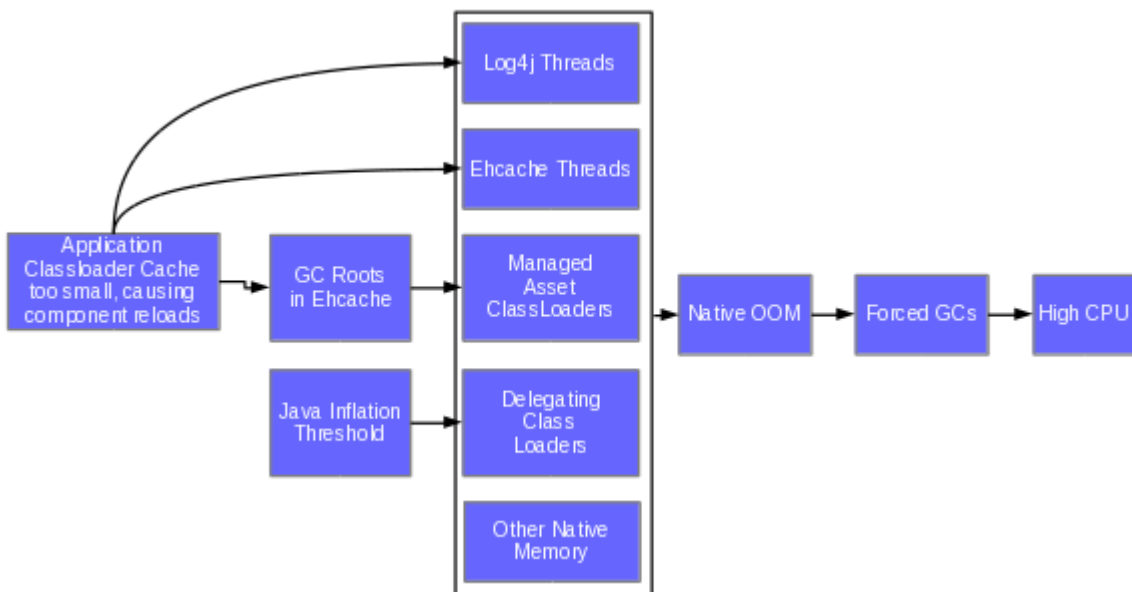 Log4j Threads
Ehcache Threads
Application
Classloader Cache
too small, causing
component reloads
GC Roots
in Ehcache
Managed
Asset
ClassLoaders
Native OOM
Forced GCs
High CPU
Java Inflation
Threshold
Delegating
Class
Loaders
Other Native
Memory